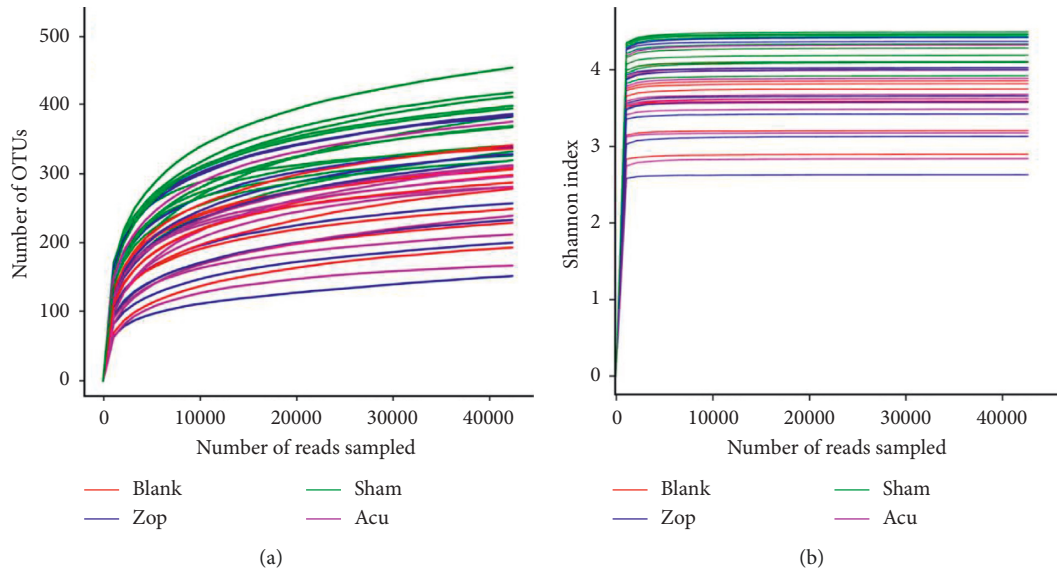 500
400
300
200
100
0
Number of OTUs
0 10000 20000 30000 40000
Number of reads sampled
Blank Sham
Zop Acu
(a)
4
3
2
1
0
Shannon index
0 10000 20000 30000 40000
Number of reads sampled
Blank Sham
Zop Acu
(b)